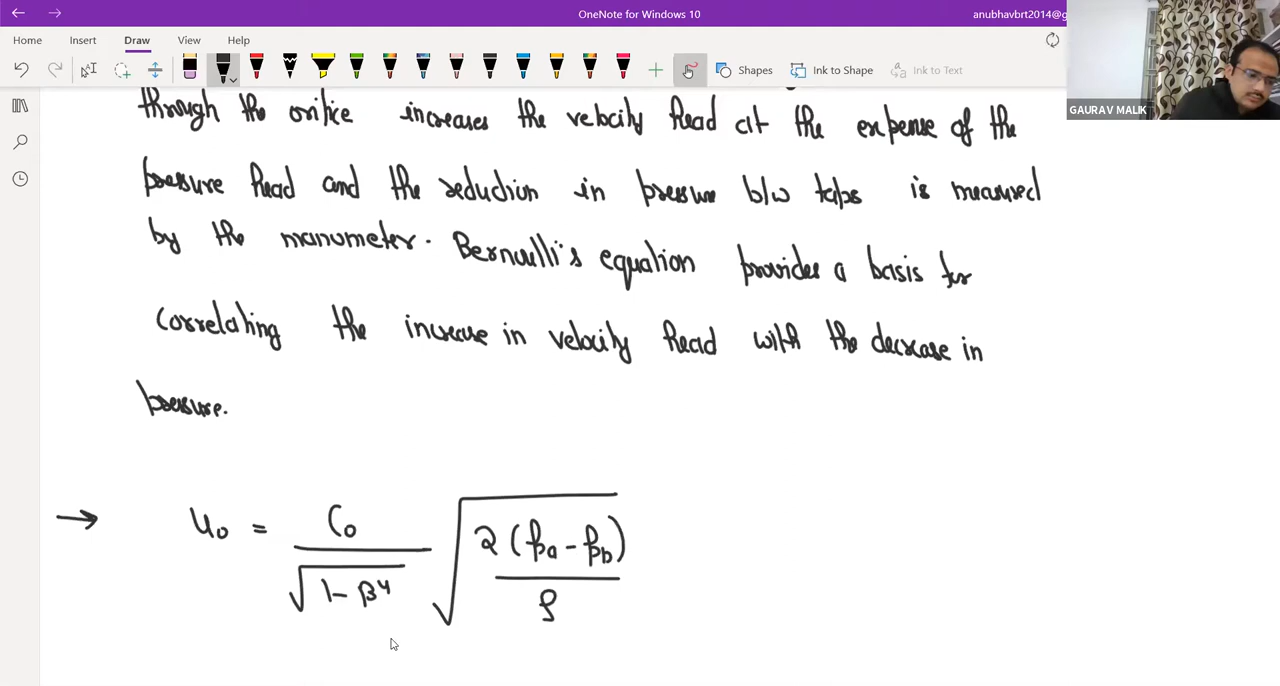 OneNote for Windows 10
anubhavbrt2014@g
Home Insert Draw View Help
Shapes Ink to Shape Ink to Text
GAURAV MALIK
through the orifice increases the velocity head at the expense of the
pressure head and the reduction in pressure b/w taps is measured
by the manometer. Bernoulli's equation provides a basis for
correlating the increase in velocity head with the decrease in
pressure.
→ u₀ = C₀ / √(1 - β⁴) √(2 (pₐ - p_b) / ρ)